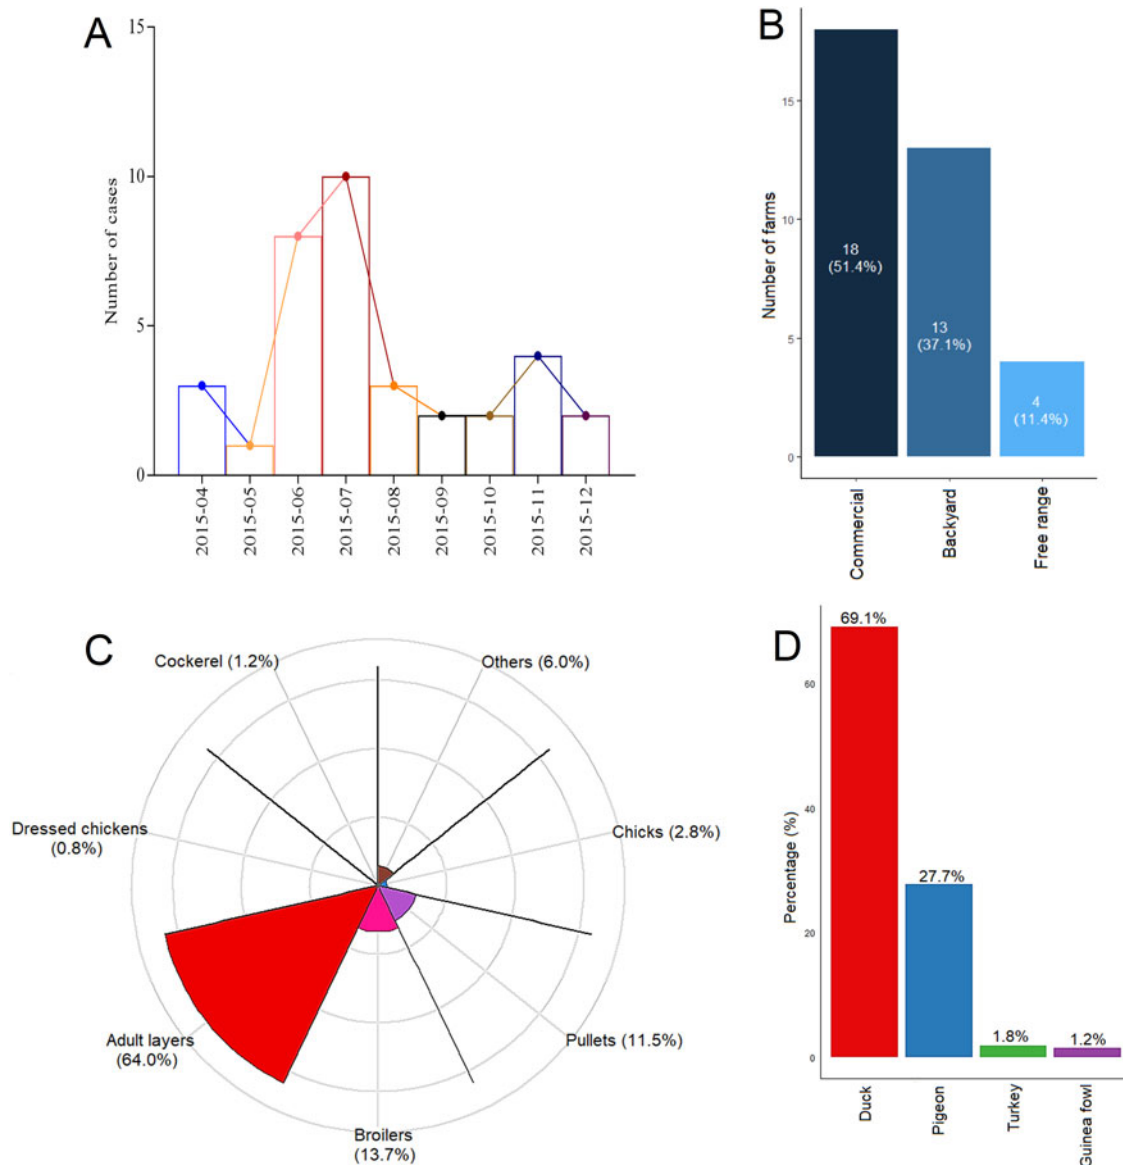 A
15
10
5
0
Number of cases
2015-04
2015-05
2015-06
2015-07
2015-08
2015-09
2015-10
2015-11
2015-12
B
15
10
5
0
Number of farms
18
(51.4%)
13
(37.1%)
4
(11.4%)
Commercial
Backyard
Free range
C
Cockerel (1.2%)
Others (6.0%)
Dressed chickens
(0.8%)
Chicks (2.8%)
Adult layers
(64.0%)
Pullets (11.5%)
Broilers
(13.7%)
D
69.1%
27.7%
1.8%
1.2%
60
40
20
0
Percentage (%)
Duck
Pigeon
Turkey
Guinea fowl